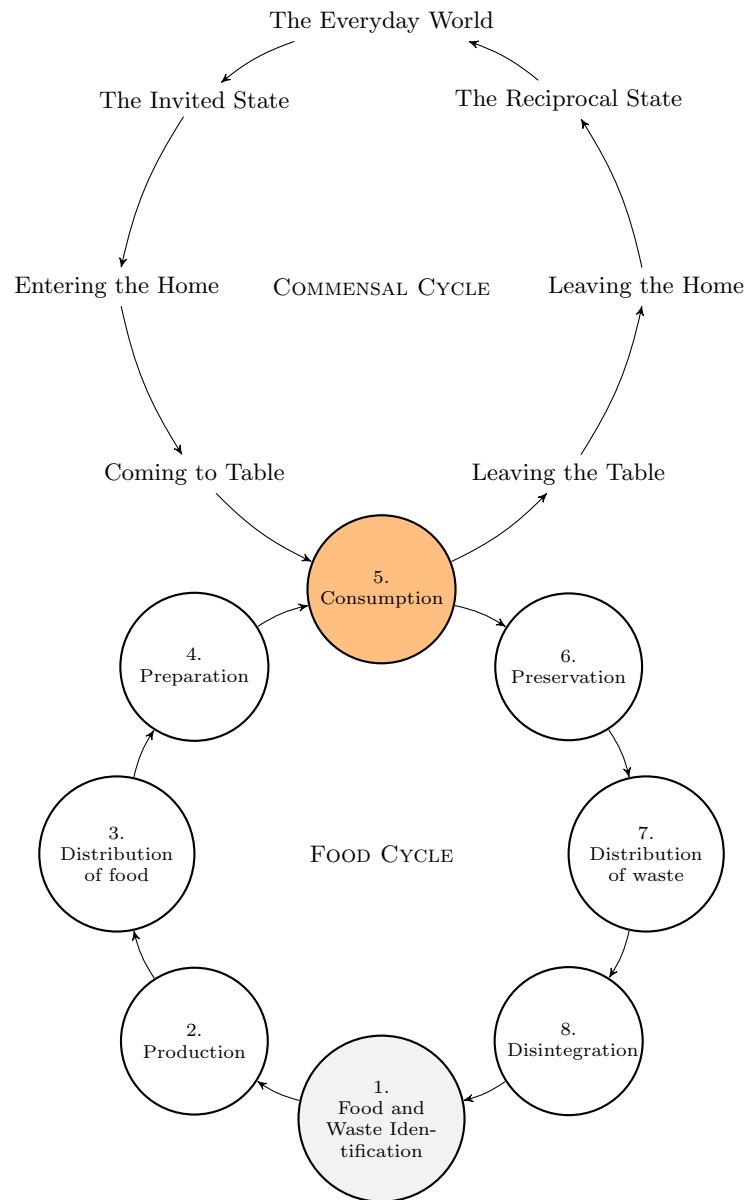 The Everyday World
The Invited State
The Reciprocal State
Entering the Home
COMMENSAL CYCLE
Leaving the Home
Coming to Table
Leaving the Table
5.
Consumption
4.
Preparation
6.
Preservation
3.
Distribution
of food
FOOD CYCLE
7.
Distribution
of waste
2.
Production
8.
Disintegration
1.
Food and
Waste Iden-
tification